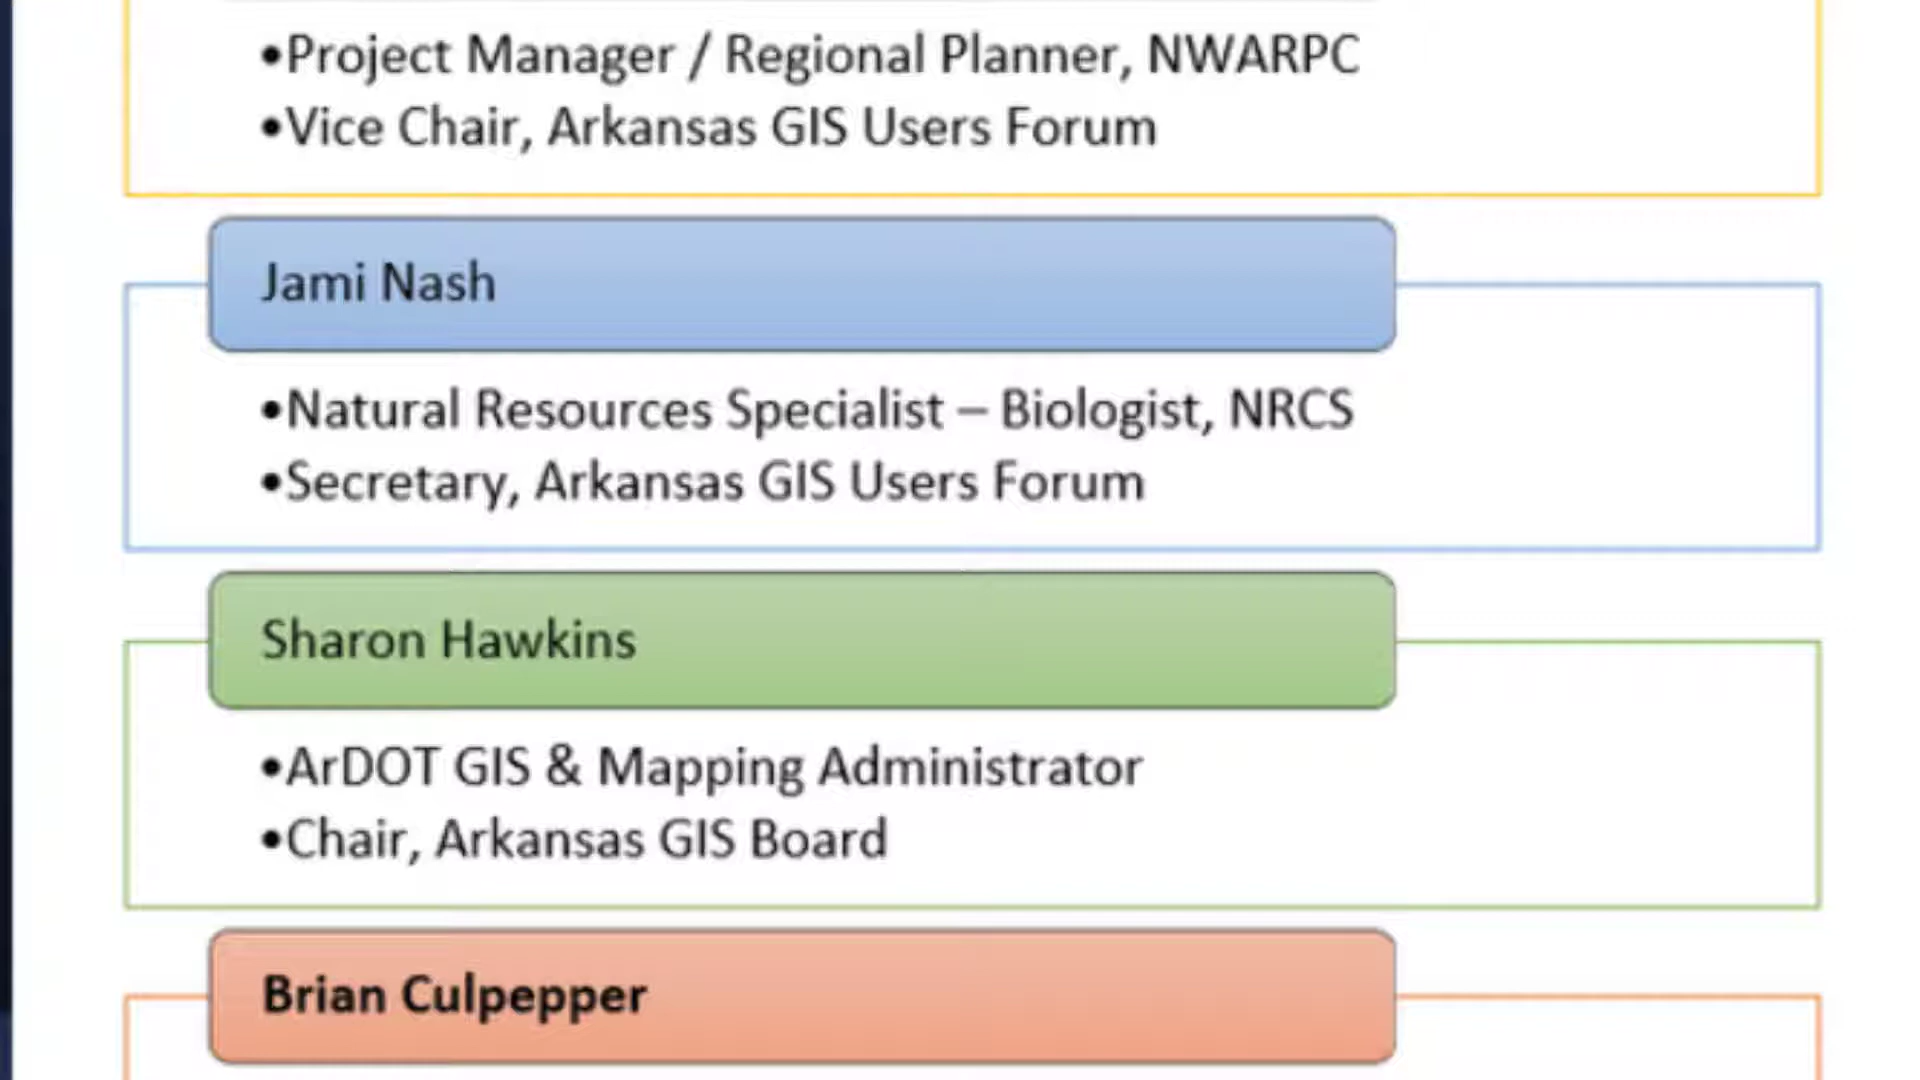 •Project Manager / Regional Planner, NWARPC
•Vice Chair, Arkansas GIS Users Forum
Jami Nash
•Natural Resources Specialist – Biologist, NRCS
•Secretary, Arkansas GIS Users Forum
Sharon Hawkins
•ArDOT GIS & Mapping Administrator
•Chair, Arkansas GIS Board
Brian Culpepper